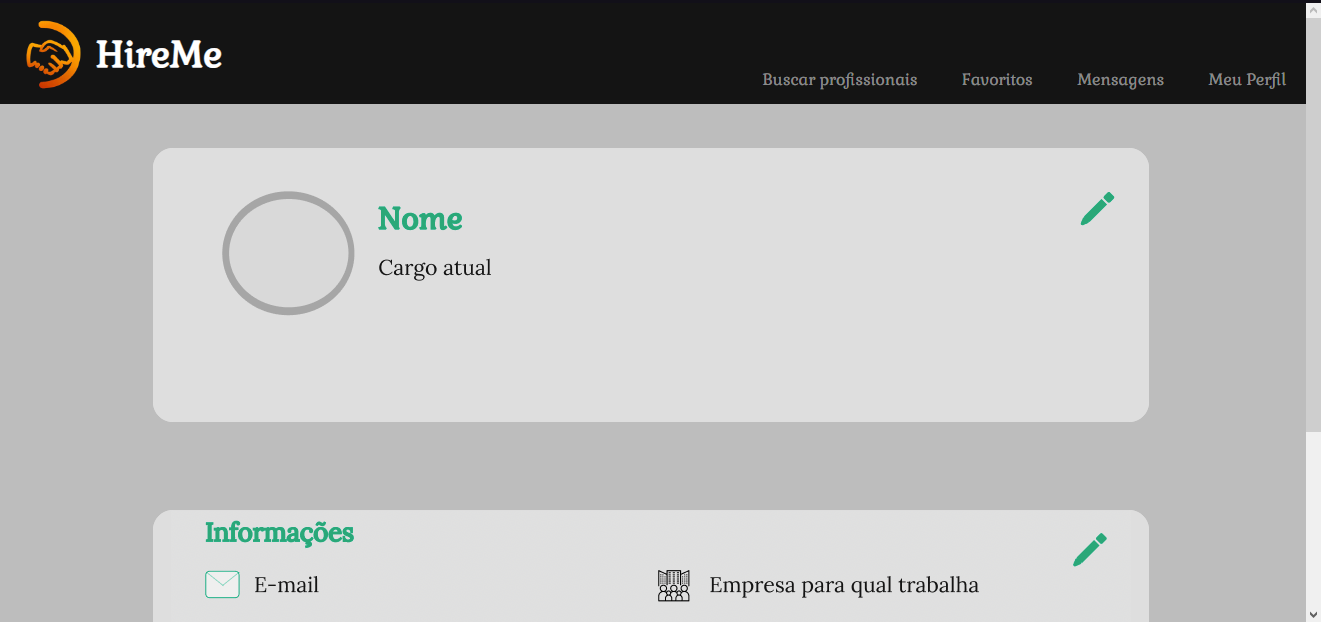 HireMe
Buscar profissionais
Favoritos
Mensagens
Meu Perfil
Nome
Cargo atual
Informações
E-mail
Empresa para qual trabalha